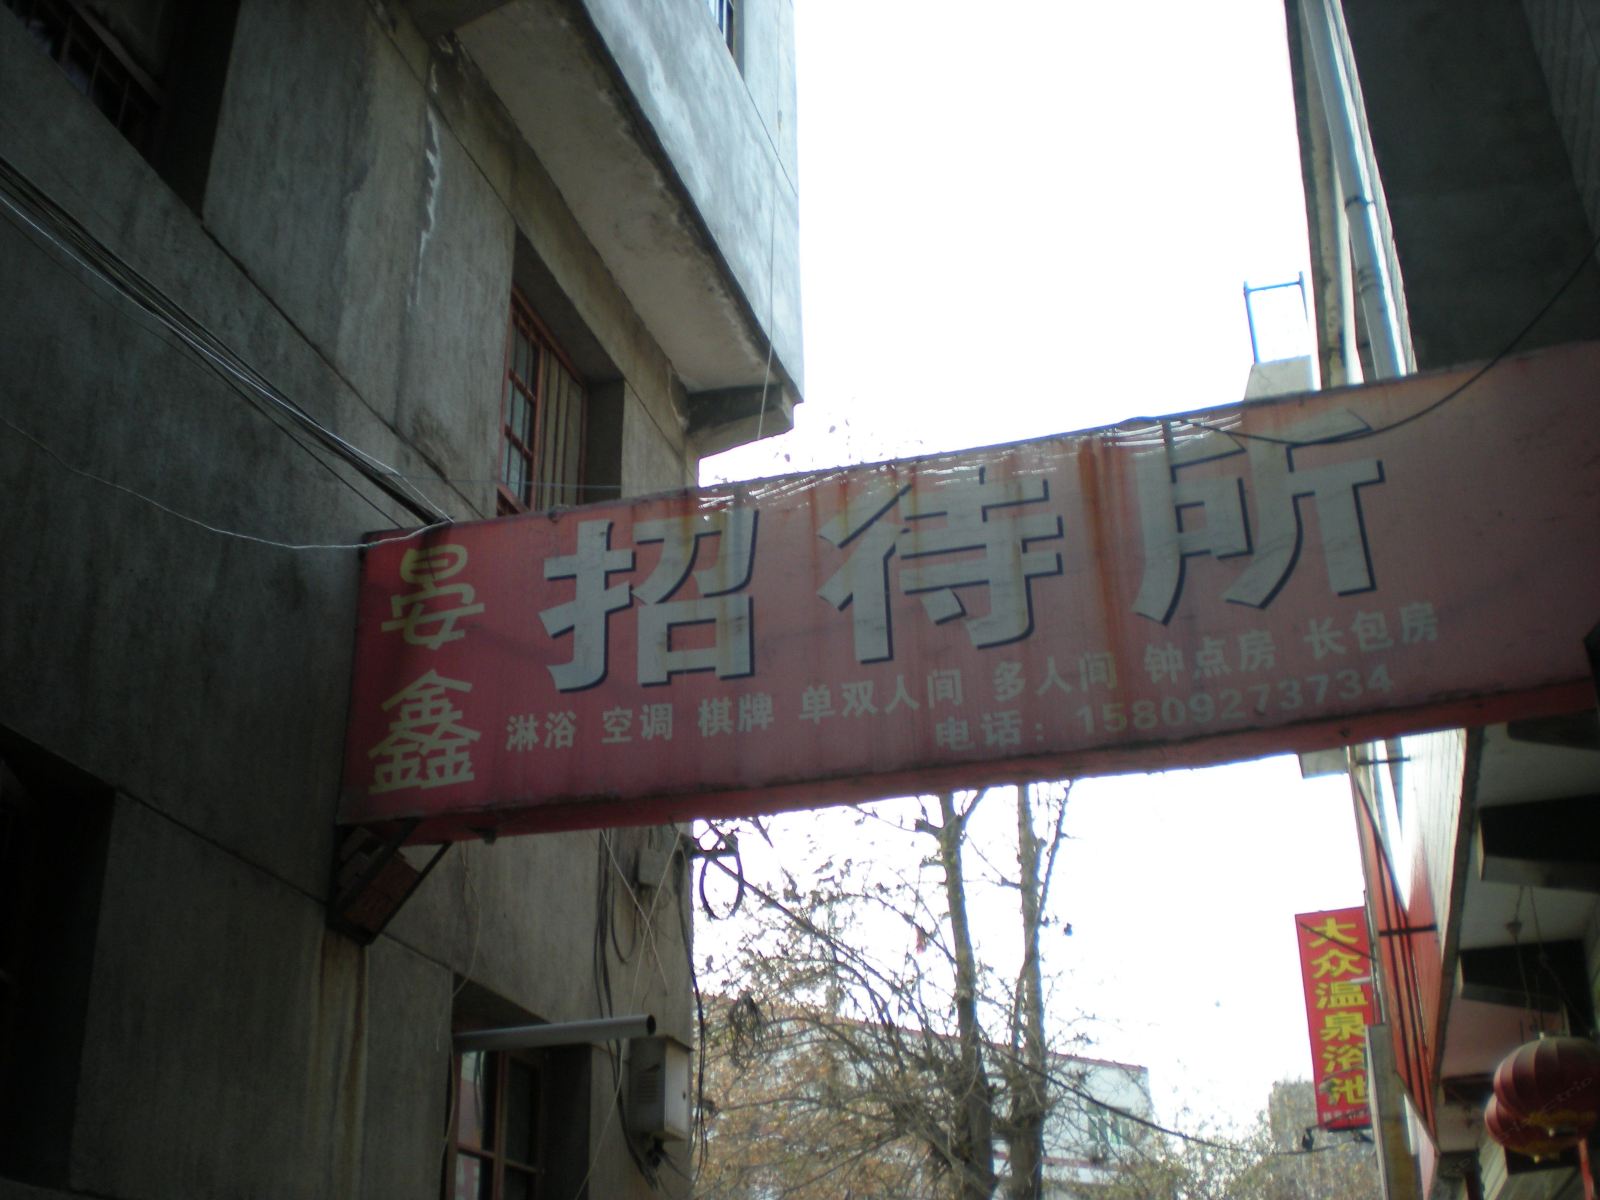 晏鑫
招待所
淋浴 空调 棋牌 单双人间 多人间 钟点房 长包房
电话：15809273734
大众温泉浴池